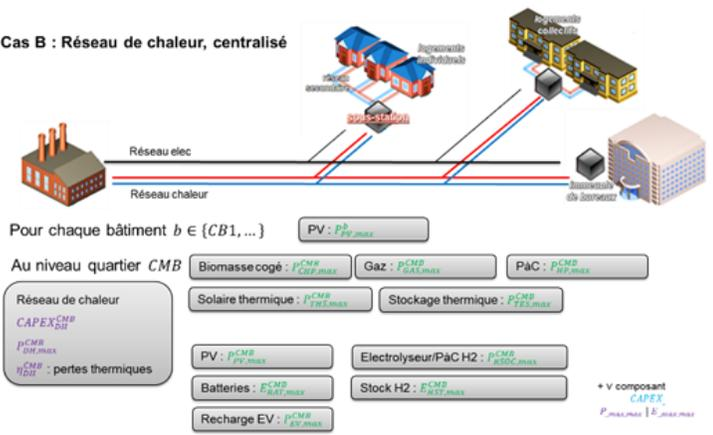 Cas B : Réseau de chaleur, centralisé
logements individuels
logements collectifs
réseau secondaire
sous-station
Réseau elec
Réseau chaleur
immeuble de bureaux
Pour chaque bâtiment b ∈ {CB1, …}
PV : P^b_PV,max
Au niveau quartier CMB
Biomasse cogé : P^CMB_CHP,max
Gaz : P^CMB_GAS,max
PàC : P^CMB_HP,max
Réseau de chaleur
CAPEX^CMB_DH
P^CMB_DH,max
η^CMB_DH : pertes thermiques
Solaire thermique : P^CMB_THS,max
Stockage thermique : P^CMB_TES,max
PV : P^CMB_PV,max
Electrolyseur/PàC H2 : P^CMB_RSOC,max
Batteries : E^CMB_BAT,max
Stock H2 : E^CMB_HST,max
Recharge EV : P^CMB_EV,max
+ ∀ composant
CAPEX
P_max,max | E_max,max